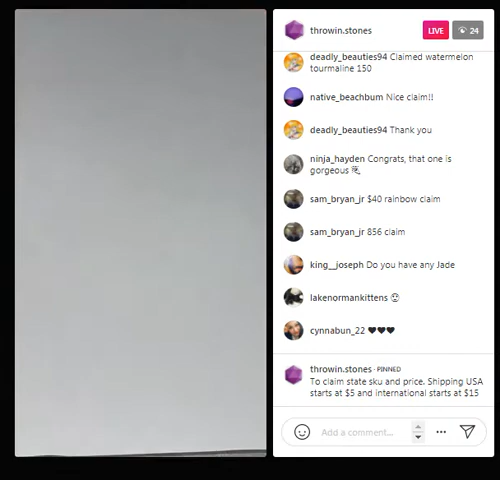 throwin.stones LIVE 24
deadly_beauties94 Claimed watermelon
tourmaline 150
native_beachbum Nice claim!!
deadly_beauties94 Thank you
ninja_hayden Congrats, that one is
gorgeous
sam_bryan_jr $40 rainbow claim
sam_bryan_jr 856 claim
king__joseph Do you have any Jade
lakenormankittens
cynnabun_22 ♥♥♥
throwin.stones · PINNED
To claim state sku and price. Shipping USA
starts at $5 and international starts at $15
Add a comment...